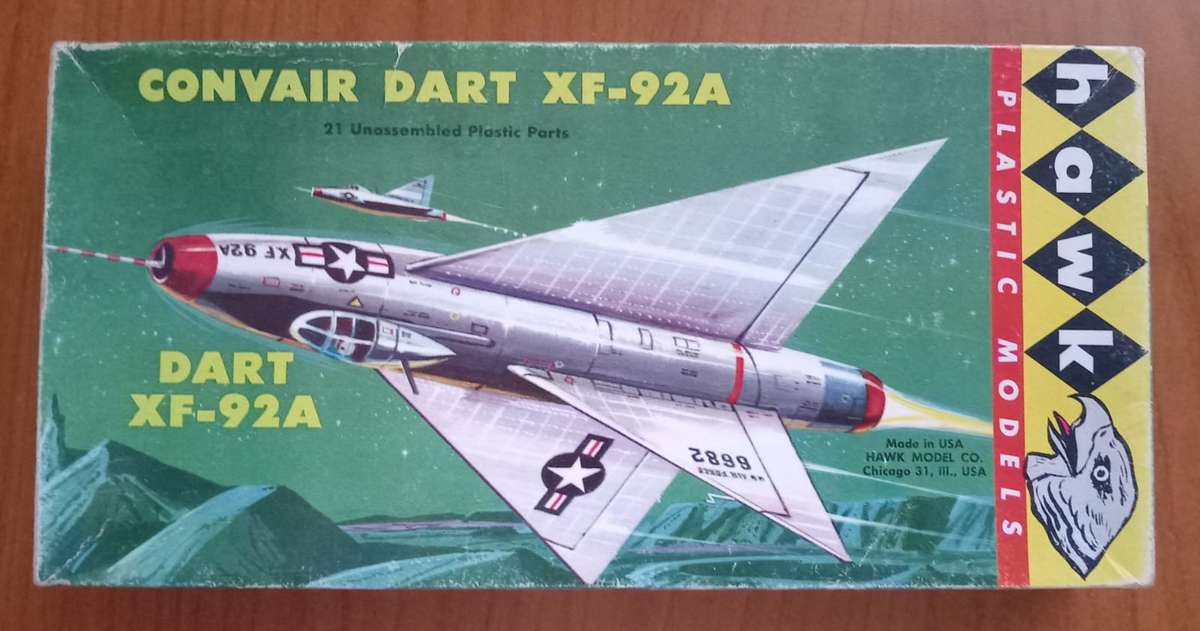 CONVAIR DART XF-92A
21 Unassembled Plastic Parts
XF 92A
DART
XF-92A
AIR FORCE
6682
Made in USA
HAWK MODEL CO.
Chicago 31, Ill., USA
PLASTIC MODELS
hawk